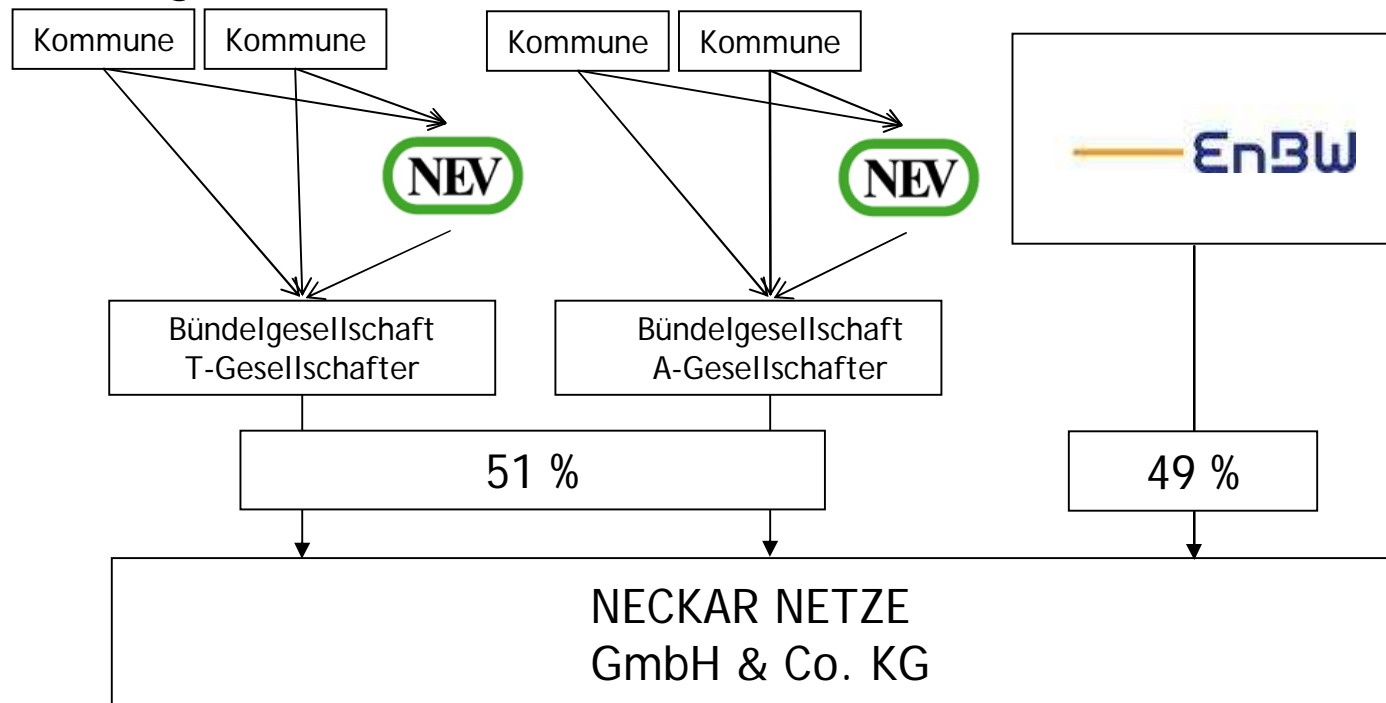 Kommune
Kommune
Kommune
Kommune
NEV
NEV
EnBW
Bündelgesellschaft
T-Gesellschafter
Bündelgesellschaft
A-Gesellschafter
51 %
49 %
NECKAR NETZE
GmbH & Co. KG